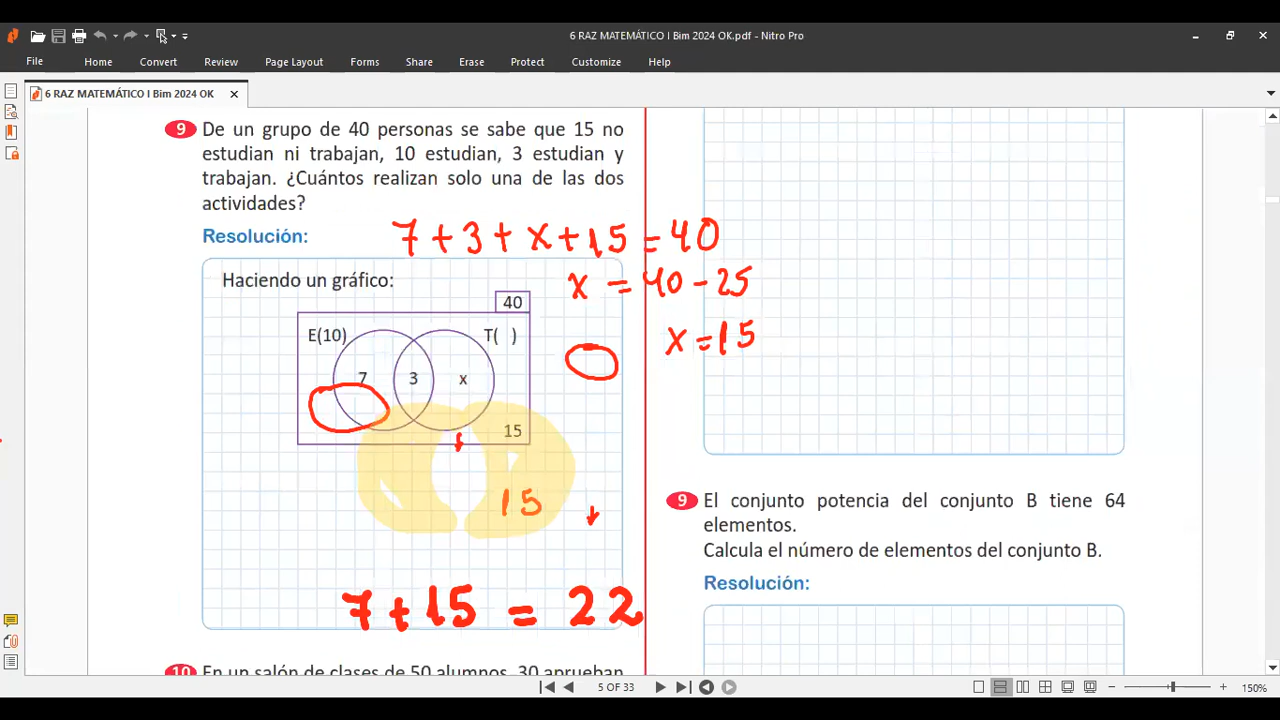 6 RAZ MATEMÁTICO I Bim 2024 OK.pdf - Nitro Pro
File Home Convert Review Page Layout Forms Share Erase Protect Customize Help
6 RAZ MATEMÁTICO I Bim 2024 OK
9 De un grupo de 40 personas se sabe que 15 no
estudian ni trabajan, 10 estudian, 3 estudian y
trabajan. ¿Cuántos realizan solo una de las dos
actividades?
Resolución:
7 + 3 + x + 15 = 40
x = 40 - 25
x = 15
Haciendo un gráfico:
40
E(10) T( )
7 3 x
15
15
7 + 15 = 22
10 En un salón de clases de 50 alumnos, 30 aprueban
9 El conjunto potencia del conjunto B tiene 64
elementos.
Calcula el número de elementos del conjunto B.
Resolución:
5 OF 33
150%